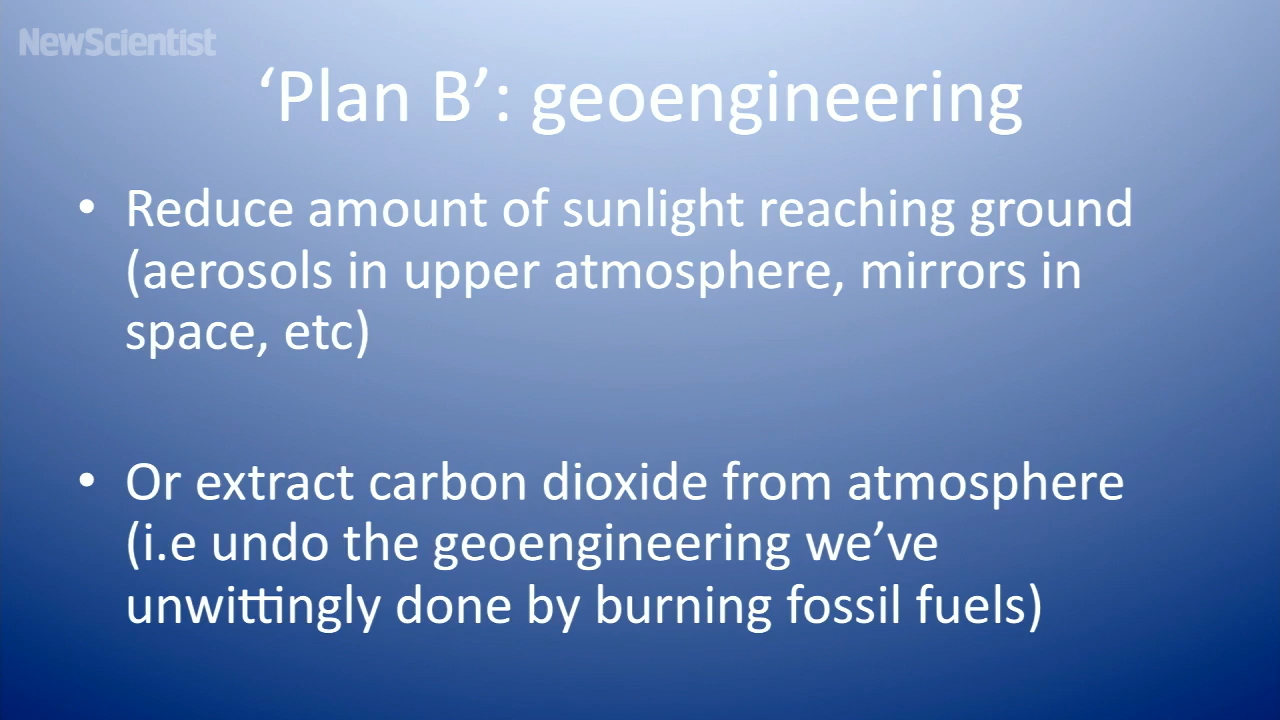 NewScientist
‘Plan B’: geoengineering
• Reduce amount of sunlight reaching ground
(aerosols in upper atmosphere, mirrors in
space, etc)
• Or extract carbon dioxide from atmosphere
(i.e undo the geoengineering we’ve
unwittingly done by burning fossil fuels)